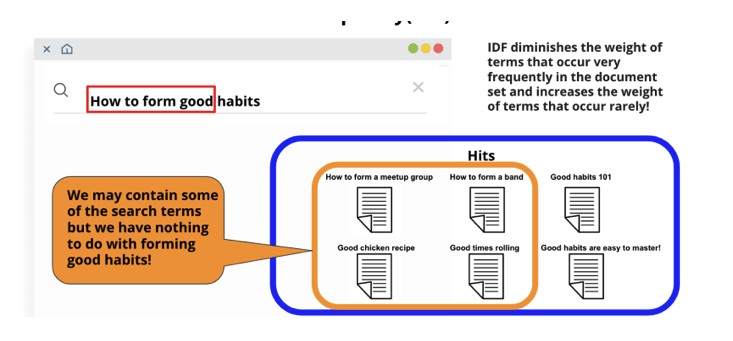 IDF diminishes the weight of
terms that occur very
frequently in the document
set and increases the weight
of terms that occur rarely!
How to form good habits
Hits
How to form a meetup group
How to form a band
Good habits 101
We may contain some
of the search terms
but we have nothing
to do with forming
good habits!
Good chicken recipe
Good times rolling
Good habits are easy to master!